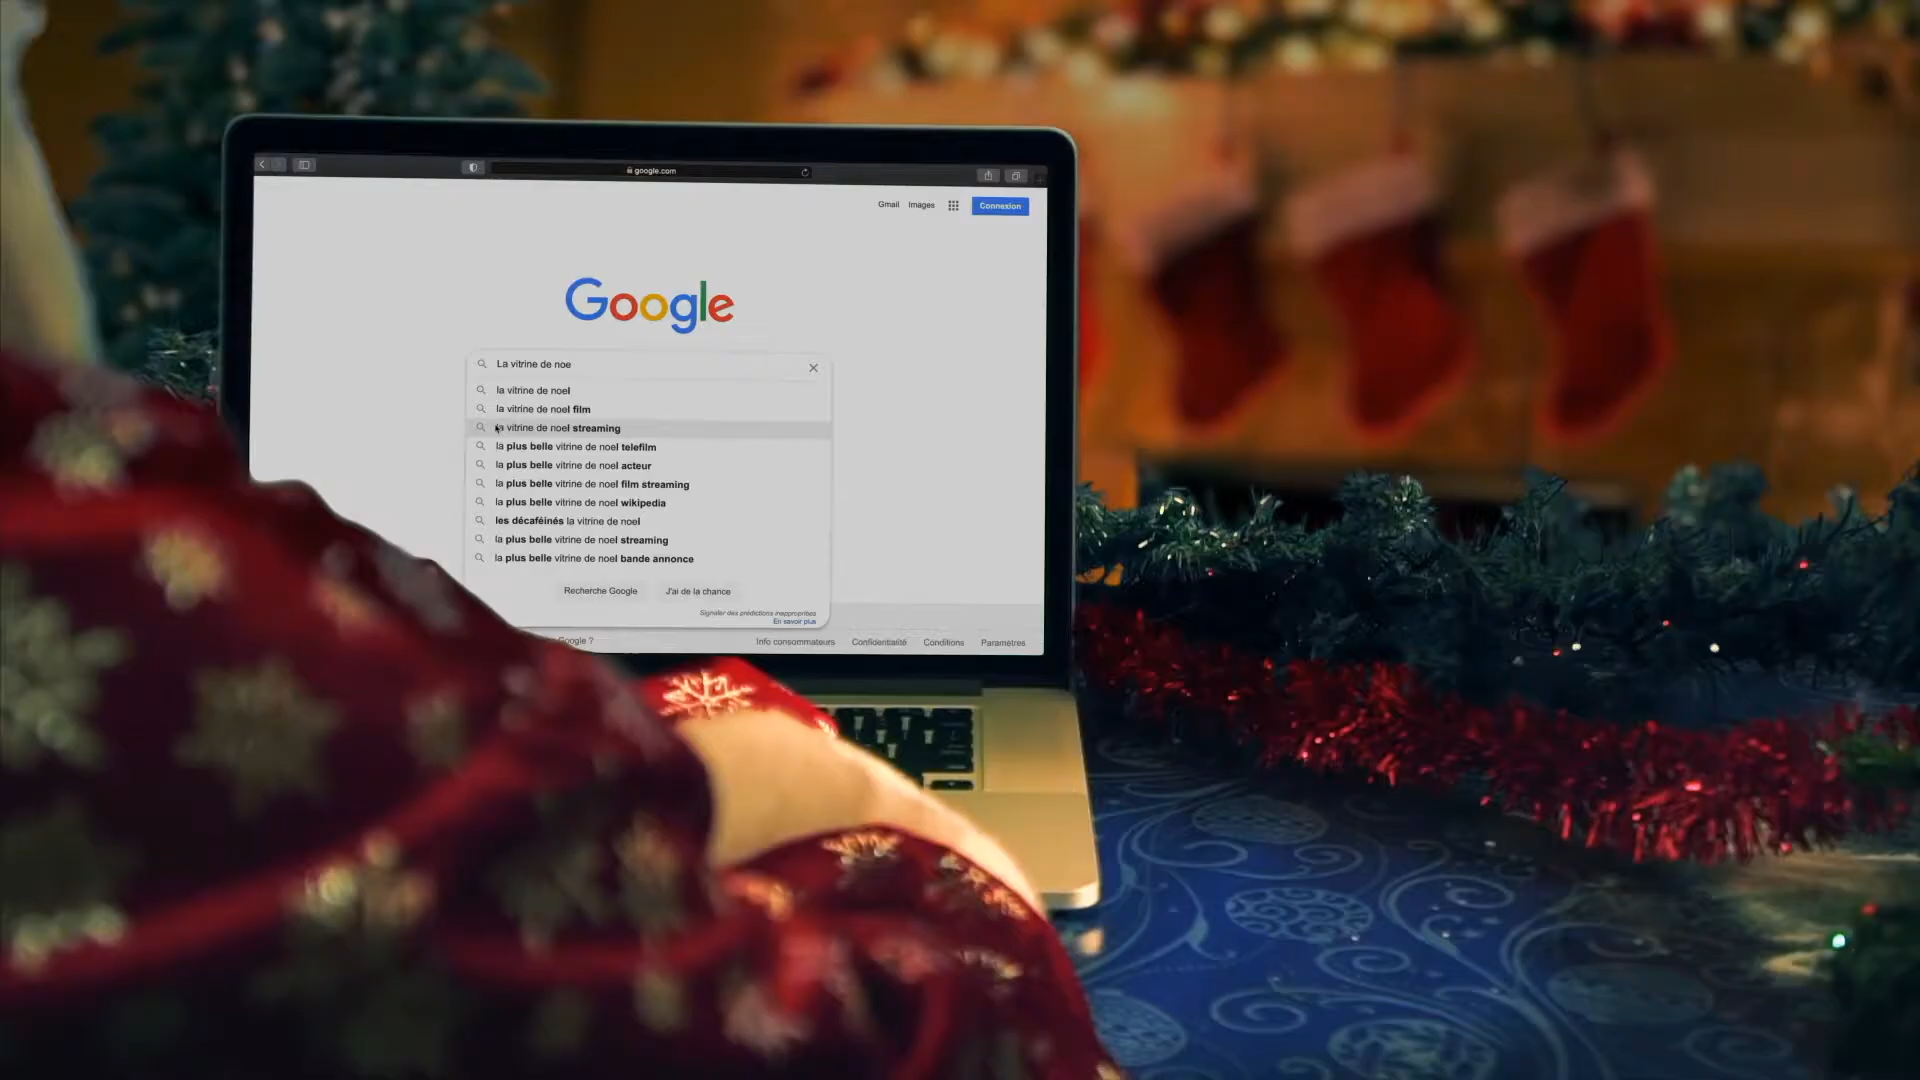 google.com
Gmail Images Connexion
Google
La vitrine de noe
la vitrine de noel
la vitrine de noel film
la vitrine de noel streaming
la plus belle vitrine de noel telefilm
la plus belle vitrine de noel acteur
la plus belle vitrine de noel film streaming
la plus belle vitrine de noel wikipedia
les décaféinés la vitrine de noel
la plus belle vitrine de noel streaming
la plus belle vitrine de noel bande annonce
Recherche Google J'ai de la chance
Signaler des prédictions inappropriées
En savoir plus
Google ? Info consommateurs Confidentialité Conditions Paramètres